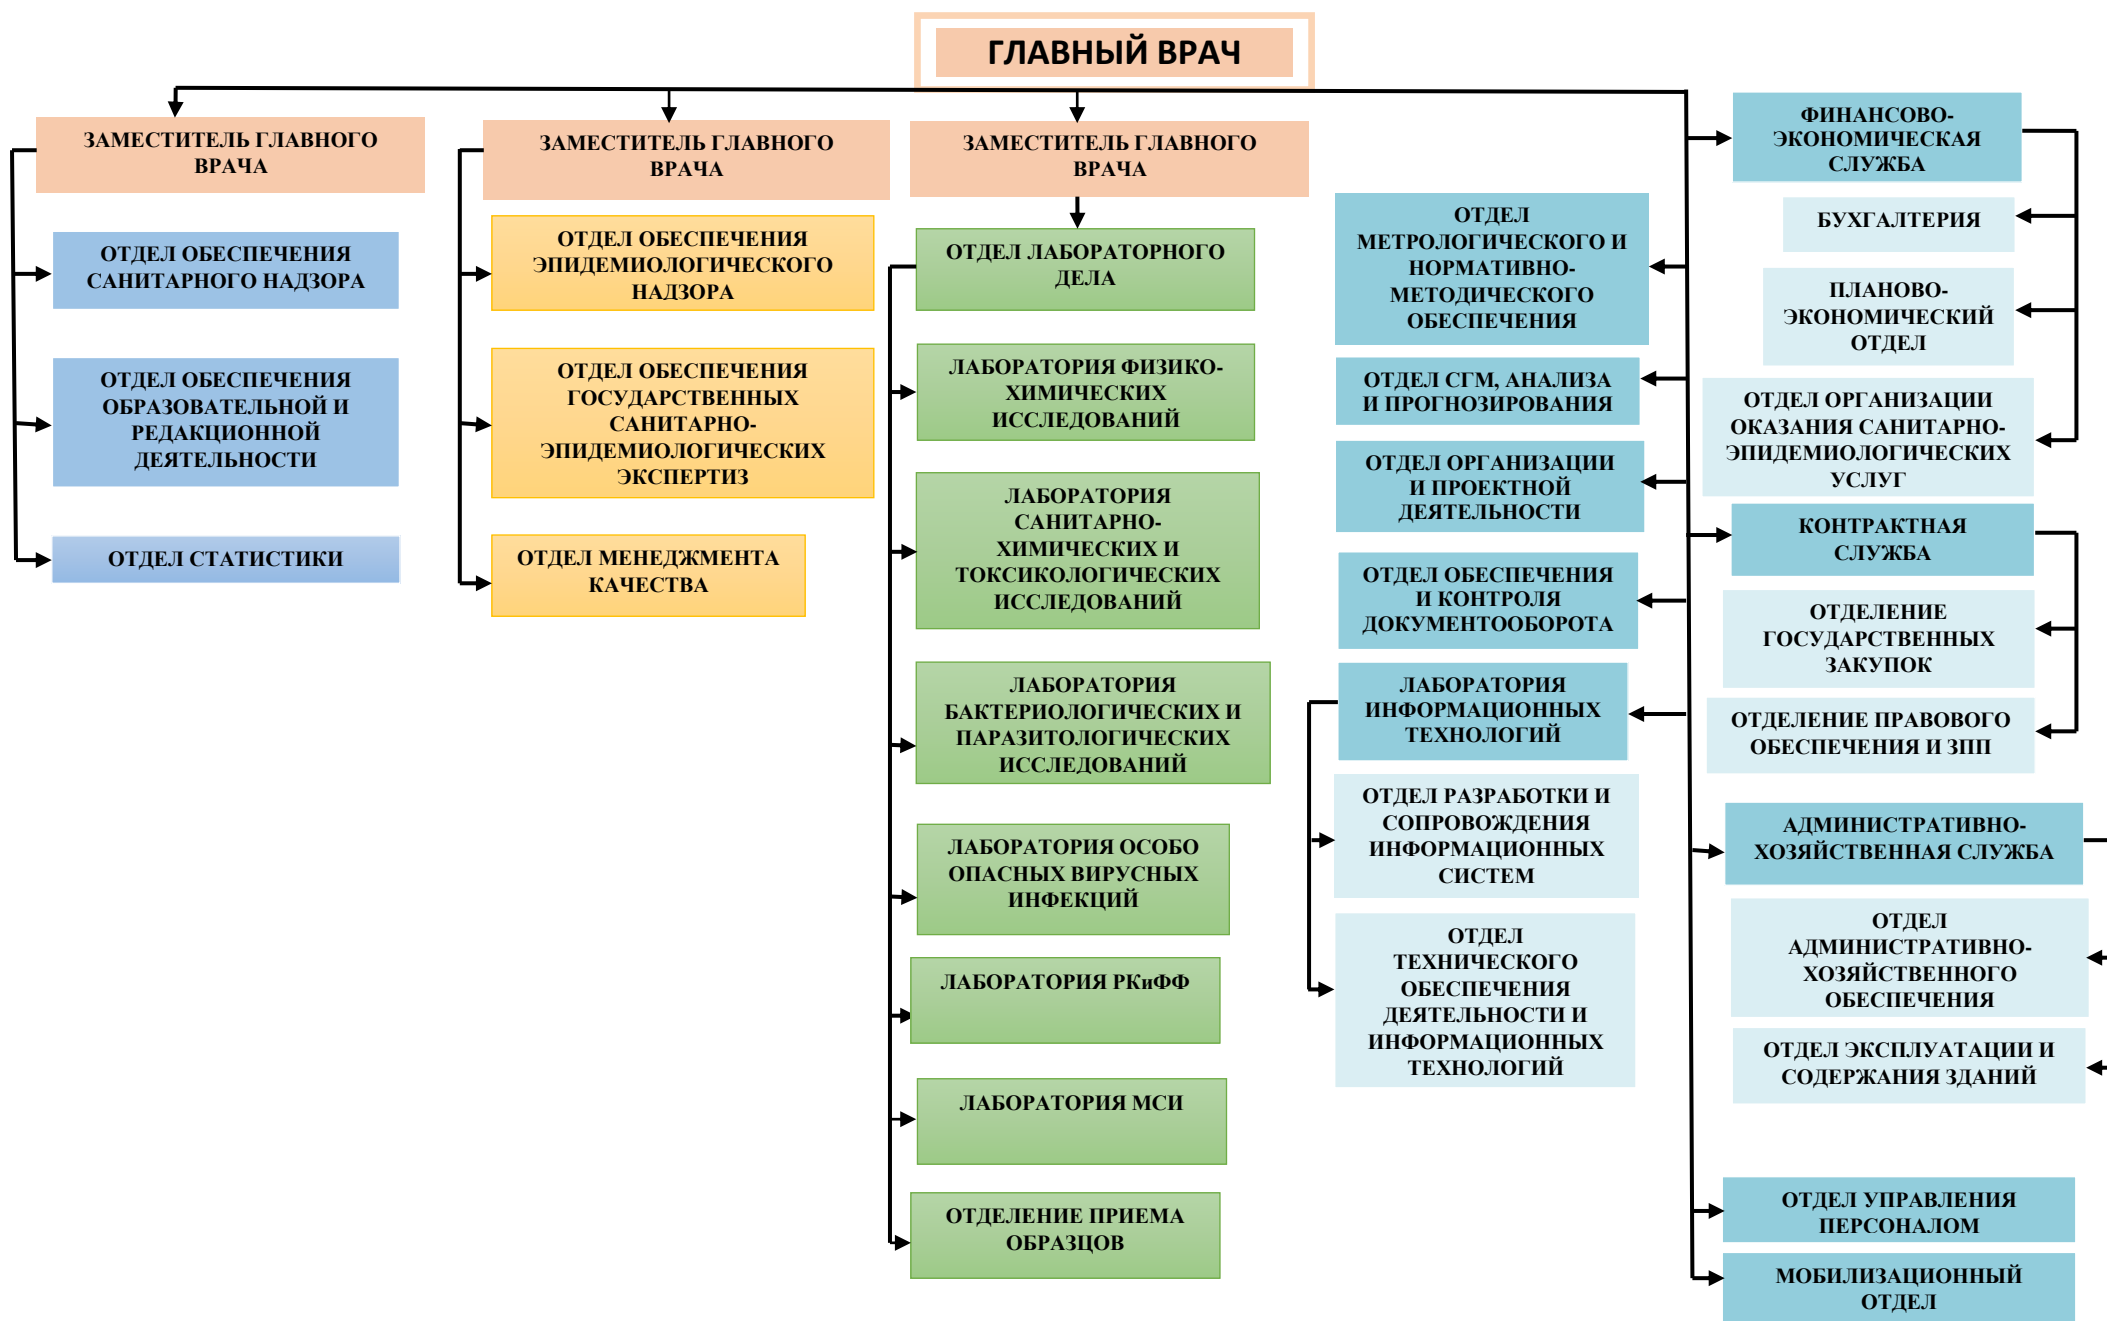 ГЛАВНЫЙ ВРАЧ
ЗАМЕСТИТЕЛЬ ГЛАВНОГО
ВРАЧА
ОТДЕЛ ОБЕСПЕЧЕНИЯ
САНИТАРНОГО НАДЗОРА
ОТДЕЛ ОБЕСПЕЧЕНИЯ
ОБРАЗОВАТЕЛЬНОЙ И
РЕДАКЦИОННОЙ
ДЕЯТЕЛЬНОСТИ
ОТДЕЛ СТАТИСТИКИ
ЗАМЕСТИТЕЛЬ ГЛАВНОГО
ВРАЧА
ОТДЕЛ ОБЕСПЕЧЕНИЯ
ЭПИДЕМИОЛОГИЧЕСКОГО
НАДЗОРА
ОТДЕЛ ОБЕСПЕЧЕНИЯ
ГОСУДАРСТВЕННЫХ
САНИТАРНО-
ЭПИДЕМИОЛОГИЧЕСКИХ
ЭКСПЕРТИЗ
ОТДЕЛ МЕНЕДЖМЕНТА
КАЧЕСТВА
ЗАМЕСТИТЕЛЬ ГЛАВНОГО
ВРАЧА
ОТДЕЛ ЛАБОРАТОРНОГО
ДЕЛА
ЛАБОРАТОРИЯ ФИЗИКО-
ХИМИЧЕСКИХ
ИССЛЕДОВАНИЙ
ЛАБОРАТОРИЯ
САНИТАРНО-
ХИМИЧЕСКИХ И
ТОКСИКОЛОГИЧЕСКИХ
ИССЛЕДОВАНИЙ
ЛАБОРАТОРИЯ
БАКТЕРИОЛОГИЧЕСКИХ И
ПАРАЗИТОЛОГИЧЕСКИХ
ИССЛЕДОВАНИЙ
ЛАБОРАТОРИЯ ОСОБО
ОПАСНЫХ ВИРУСНЫХ
ИНФЕКЦИЙ
ЛАБОРАТОРИЯ РКиФФ
ЛАБОРАТОРИЯ МСИ
ОТДЕЛЕНИЕ ПРИЕМА
ОБРАЗЦОВ
ОТДЕЛ
МЕТРОЛОГИЧЕСКОГО И
НОРМАТИВНО-
МЕТОДИЧЕСКОГО
ОБЕСПЕЧЕНИЯ
ОТДЕЛ СГМ, АНАЛИЗА
И ПРОГНОЗИРОВАНИЯ
ОТДЕЛ ОРГАНИЗАЦИИ
И ПРОЕКТНОЙ
ДЕЯТЕЛЬНОСТИ
ОТДЕЛ ОБЕСПЕЧЕНИЯ
И КОНТРОЛЯ
ДОКУМЕНТООБОРОТА
ЛАБОРАТОРИЯ
ИНФОРМАЦИОННЫХ
ТЕХНОЛОГИЙ
ОТДЕЛ РАЗРАБОТКИ И
СОПРОВОЖДЕНИЯ
ИНФОРМАЦИОННЫХ
СИСТЕМ
ОТДЕЛ
ТЕХНИЧЕСКОГО
ОБЕСПЕЧЕНИЯ
ДЕЯТЕЛЬНОСТИ И
ИНФОРМАЦИОННЫХ
ТЕХНОЛОГИЙ
ФИНАНСОВО-
ЭКОНОМИЧЕСКАЯ
СЛУЖБА
БУХГАЛТЕРИЯ
ПЛАНОВО-
ЭКОНОМИЧЕСКИЙ
ОТДЕЛ
ОТДЕЛ ОРГАНИЗАЦИИ
ОКАЗАНИЯ САНИТАРНО-
ЭПИДЕМИОЛОГИЧЕСКИХ
УСЛУГ
КОНТРАКТНАЯ
СЛУЖБА
ОТДЕЛЕНИЕ
ГОСУДАРСТВЕННЫХ
ЗАКУПОК
ОТДЕЛЕНИЕ ПРАВОВОГО
ОБЕСПЕЧЕНИЯ И ЗПП
АДМИНИСТРАТИВНО-
ХОЗЯЙСТВЕННАЯ СЛУЖБА
ОТДЕЛ
АДМИНИСТРАТИВНО-
ХОЗЯЙСТВЕННОГО
ОБЕСПЕЧЕНИЯ
ОТДЕЛ ЭКСПЛУАТАЦИИ И
СОДЕРЖАНИЯ ЗДАНИЙ
ОТДЕЛ УПРАВЛЕНИЯ
ПЕРСОНАЛОМ
МОБИЛИЗАЦИОННЫЙ
ОТДЕЛ